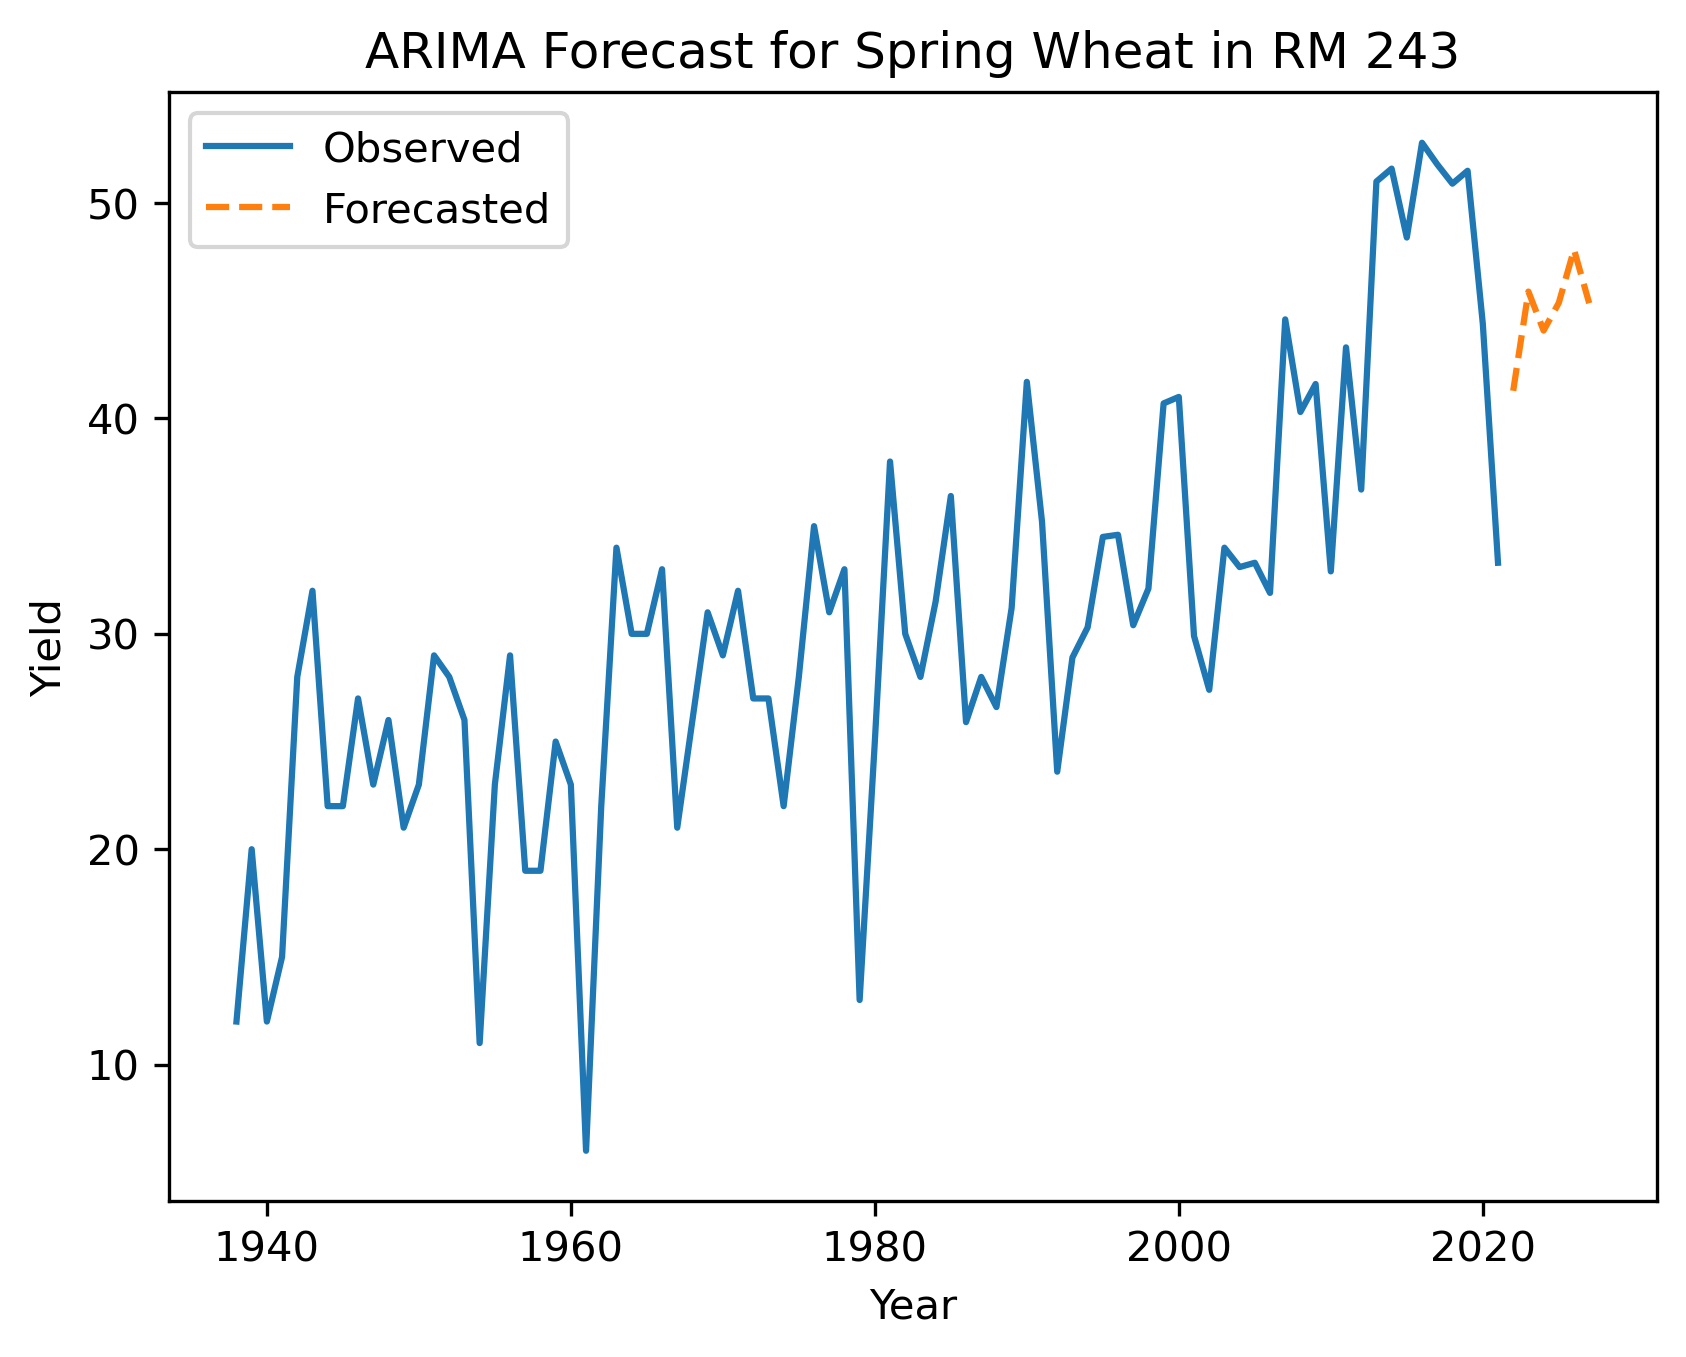 ARIMA Forecast for Spring Wheat in RM 243
Observed
Forecasted
50
40
30
20
10
Yield
1940 1960 1980 2000 2020
Year